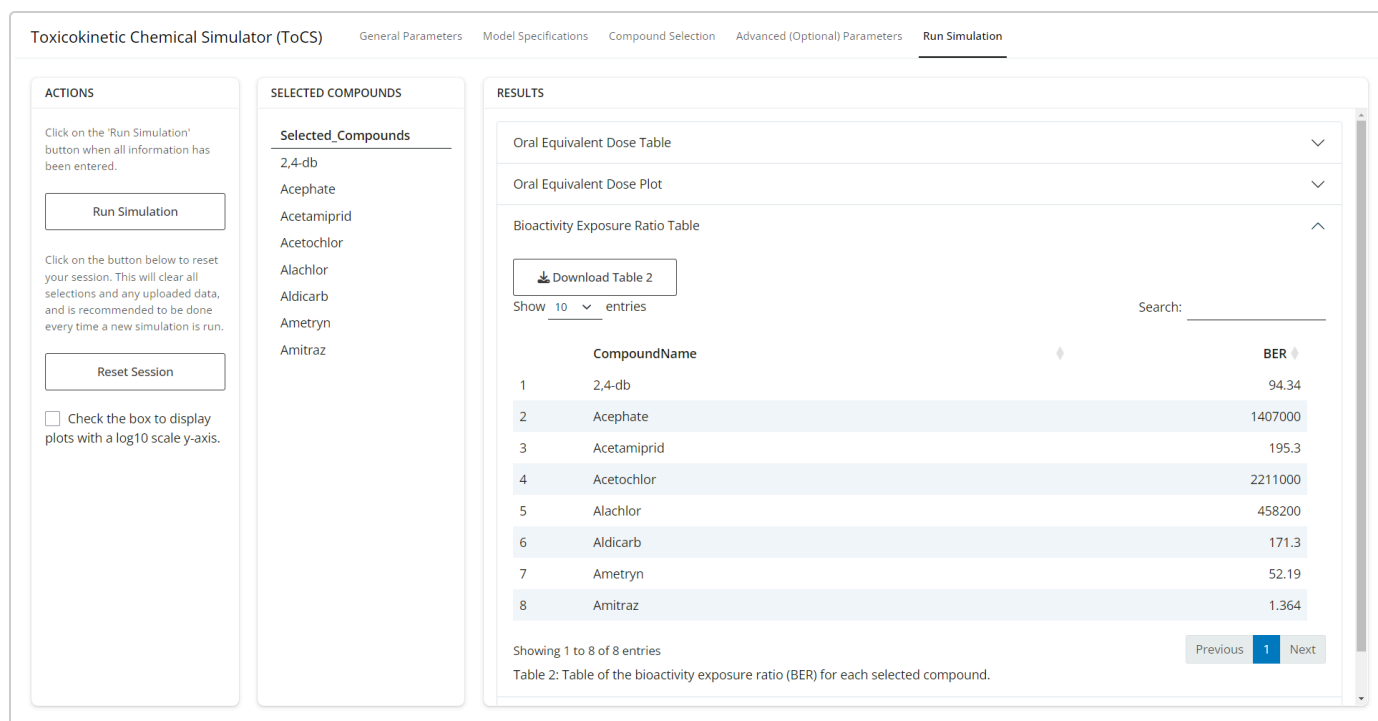 Toxicokinetic Chemical Simulator (ToCS) General Parameters Model Specifications Compound Selection Advanced (Optional) Parameters Run Simulation
ACTIONS
Click on the 'Run Simulation'
button when all information has
been entered.
Run Simulation
Click on the button below to reset
your session. This will clear all
selections and any uploaded data,
and is recommended to be done
every time a new simulation is run.
Reset Session
Check the box to display
plots with a log10 scale y-axis.
SELECTED COMPOUNDS
Selected_Compounds
2,4-db
Acephate
Acetamiprid
Acetochlor
Alachlor
Aldicarb
Ametryn
Amitraz
RESULTS
Oral Equivalent Dose Table
Oral Equivalent Dose Plot
Bioactivity Exposure Ratio Table
Download Table 2
Show 10 entries Search:
CompoundName BER
1 2,4-db 94.34
2 Acephate 1407000
3 Acetamiprid 195.3
4 Acetochlor 2211000
5 Alachlor 458200
6 Aldicarb 171.3
7 Ametryn 52.19
8 Amitraz 1.364
Showing 1 to 8 of 8 entries Previous 1 Next
Table 2: Table of the bioactivity exposure ratio (BER) for each selected compound.